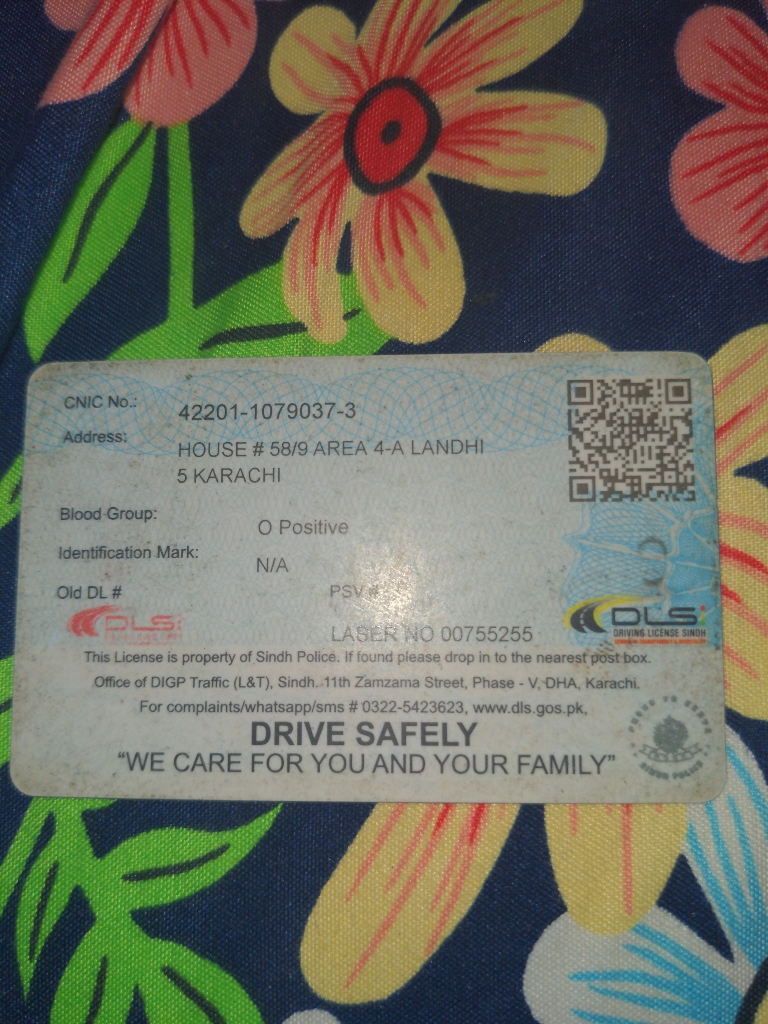 CNIC No.: 42201-1079037-3
Address: HOUSE # 58/9 AREA 4-A LANDHI
5 KARACHI
Blood Group: O Positive
Identification Mark: N/A
Old DL # PSV #
DLS
DLS
DRIVING LICENSE SINDH
LASER NO 00755255
This License is property of Sindh Police. If found please drop in to the nearest post box.
Office of DIGP Traffic (L&T), Sindh. 11th Zamzama Street, Phase - V, DHA, Karachi.
For complaints/whatsapp/sms # 0322-5423623, www.dls.gos.pk,
DRIVE SAFELY
“WE CARE FOR YOU AND YOUR FAMILY”
SINDH POLICE